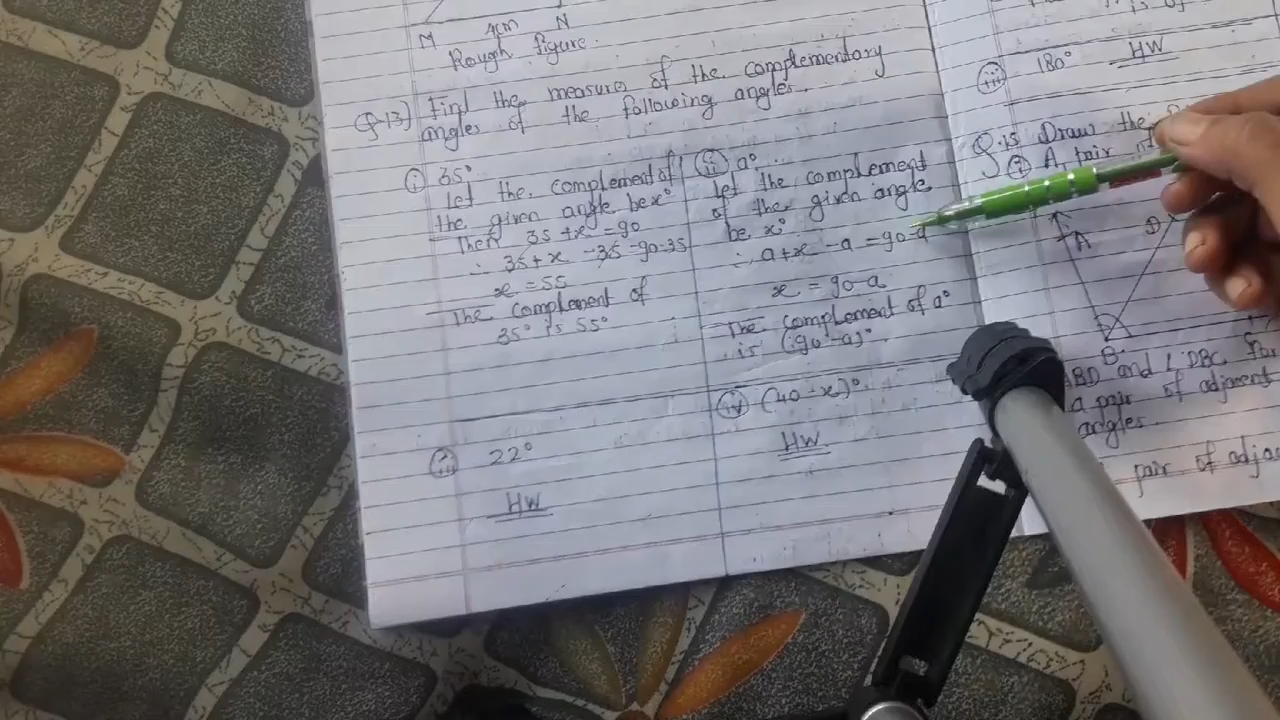 M 4cm N
Rough figure.
Q-13) Find the measure of the complementary
angles of the following angles.
(i) 35°
Let the complement of
the given angle be x°
Then 35 + x = 90
∴ 35 + x - 35 = 90-35
x = 55
The complement of
35° is 55°
(ii) a°
Let the complement
of the given angle
be x°
∴ a + x - a = 90-a
x = 90-a
The complement of a°
is (90-a)°.
(iii) 22°
HW
(iv) (40-x)°
HW
(iii) 180° HW
Q.15 Draw the
(i) A pair of
A D
B
ABD and ∠DBC
a pair of adjacent
angles.
pair of